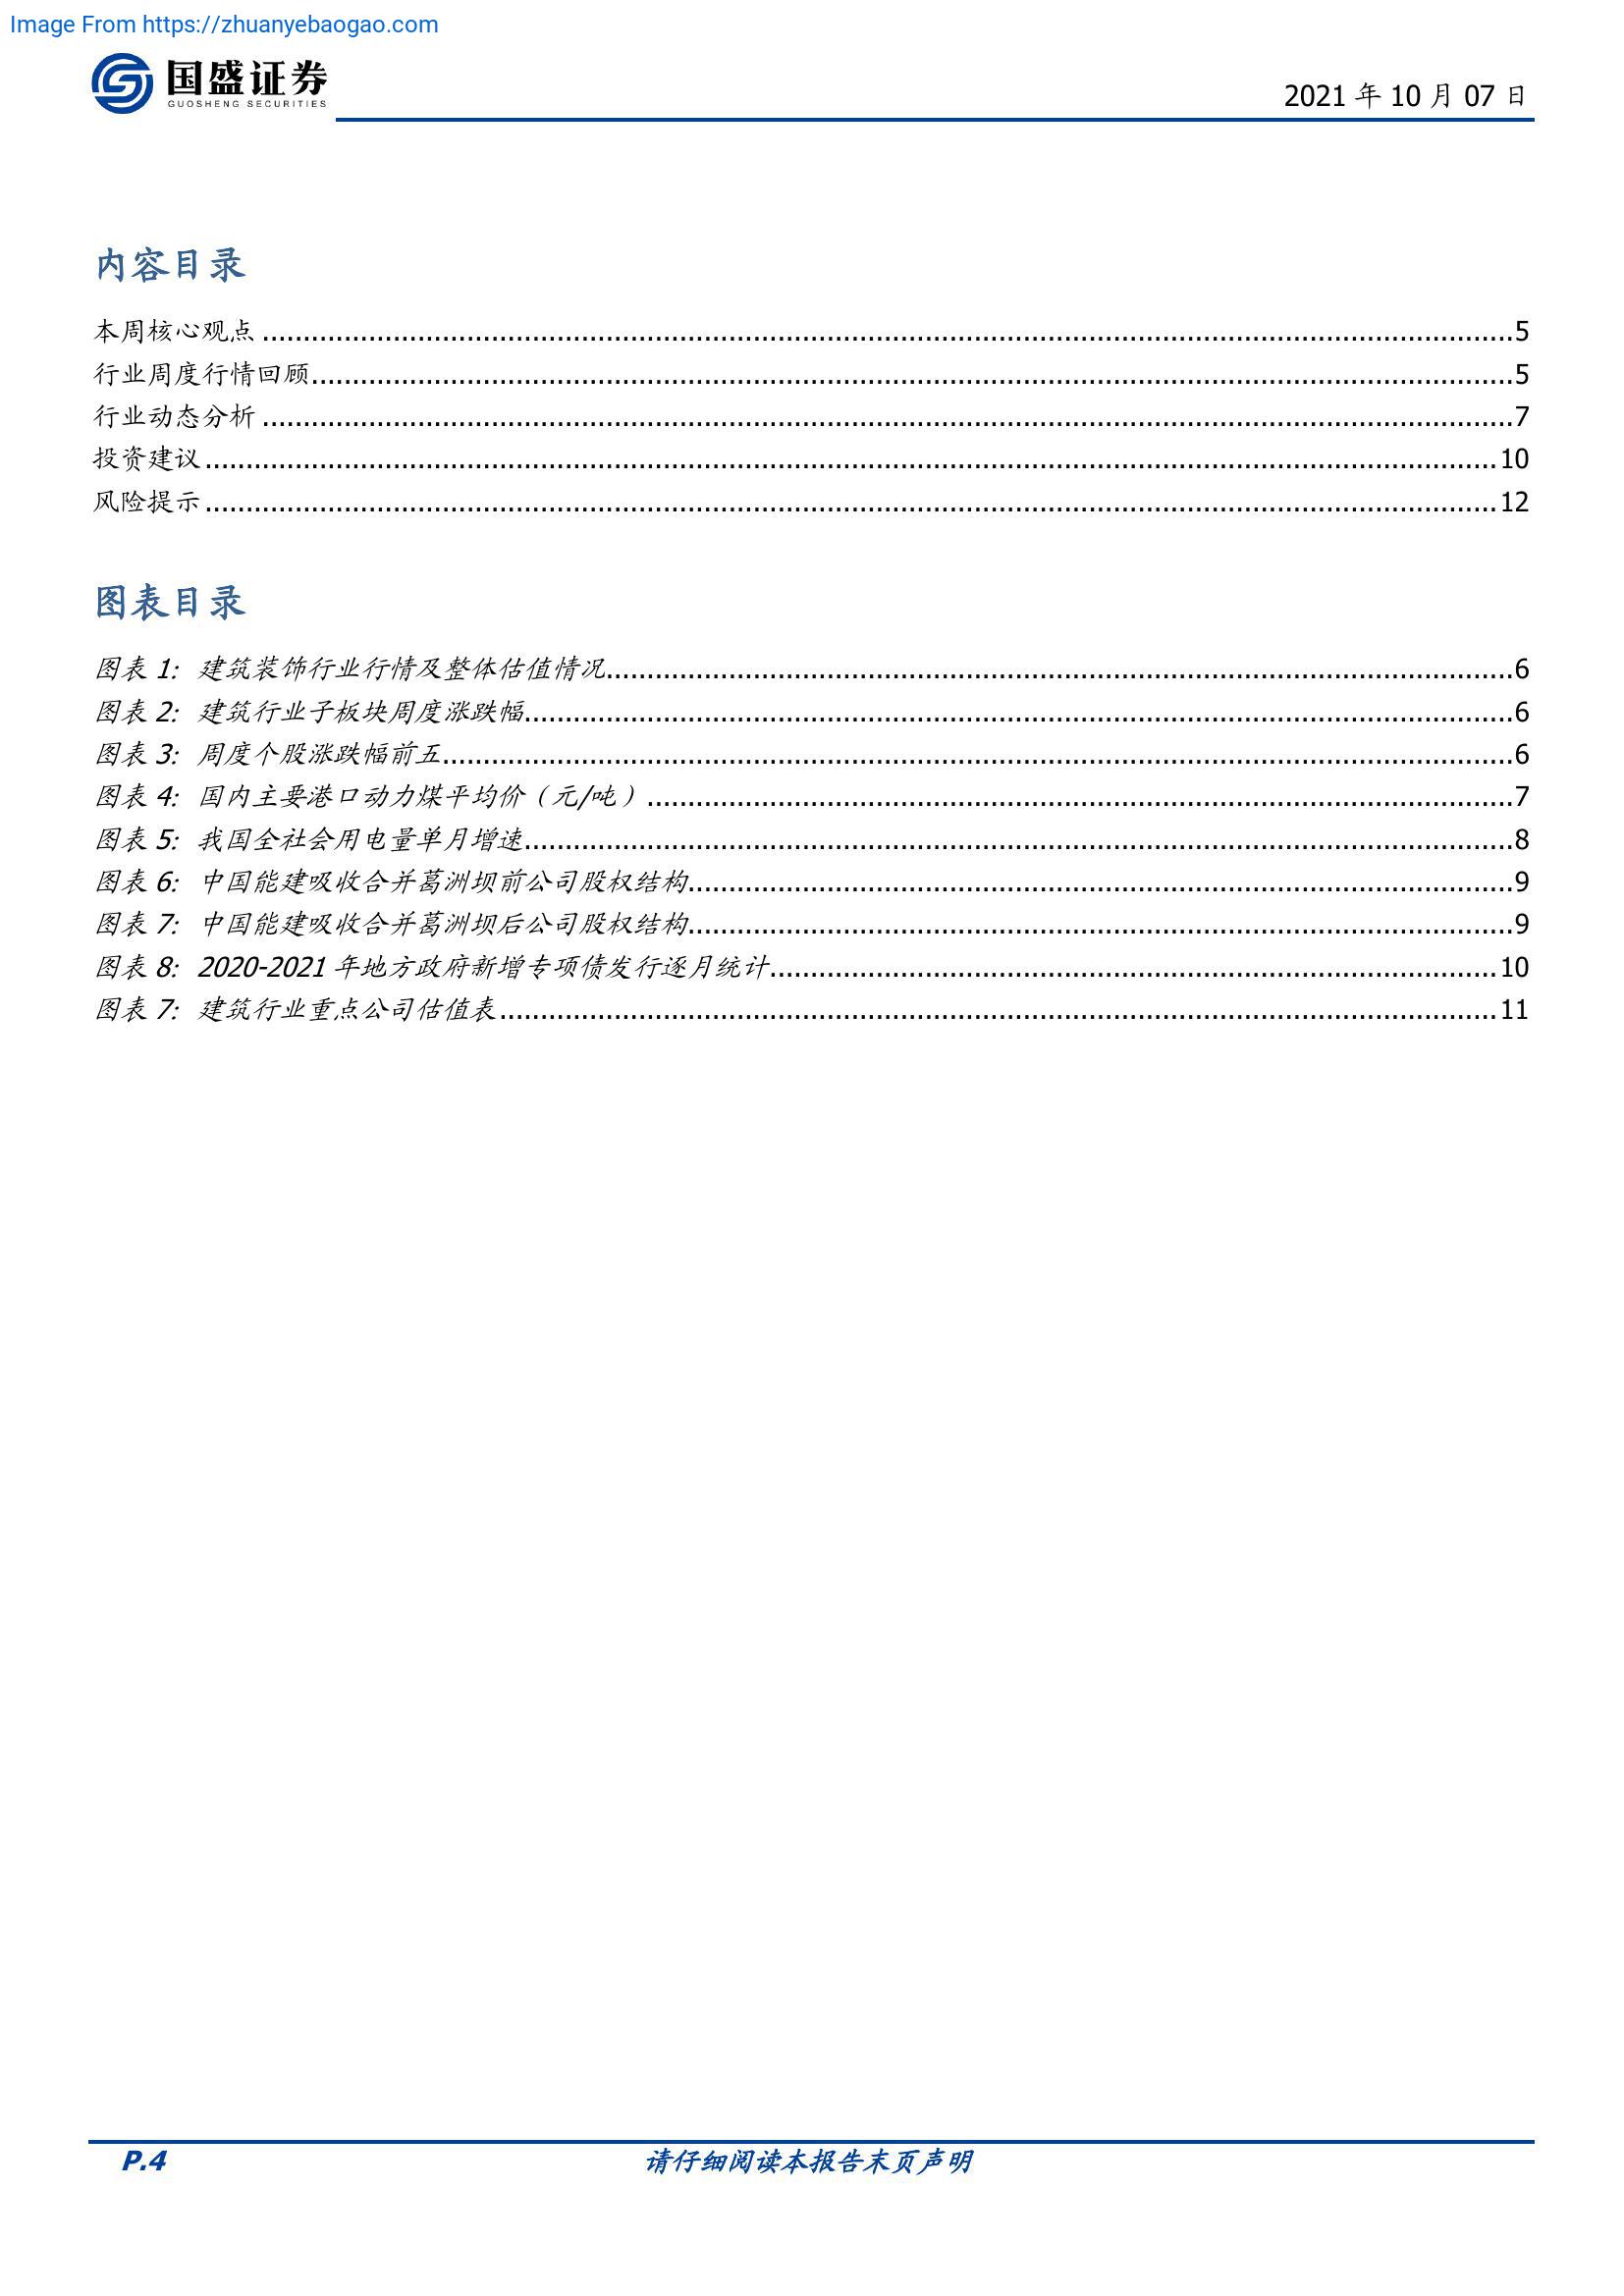 Image From https://zhuanyebaogao.com
国盛证券
GUOSHENG SECURITIES
2021 年 10 月 07 日
内容目录
本周核心观点 ........................................................ 5
行业周度行情回顾 ........................................................ 5
行业动态分析 ........................................................ 7
投资建议 ........................................................ 10
风险提示 ........................................................ 12
图表目录
图表 1: 建筑装饰行业行情及整体估值情况 ........................................................ 6
图表 2: 建筑行业子板块周度涨跌幅 ........................................................ 6
图表 3: 周度个股涨跌幅前五 ........................................................ 6
图表 4: 国内主要港口动力煤平均价（元/吨） ........................................................ 7
图表 5: 我国全社会用电量单月增速 ........................................................ 8
图表 6: 中国能建吸收合并葛洲坝前公司股权结构 ........................................................ 9
图表 7: 中国能建吸收合并葛洲坝后公司股权结构 ........................................................ 9
图表 8: 2020-2021 年地方政府新增专项债发行逐月统计 ........................................................ 10
图表 7: 建筑行业重点公司估值表 ........................................................ 11
P.4
请仔细阅读本报告末页声明